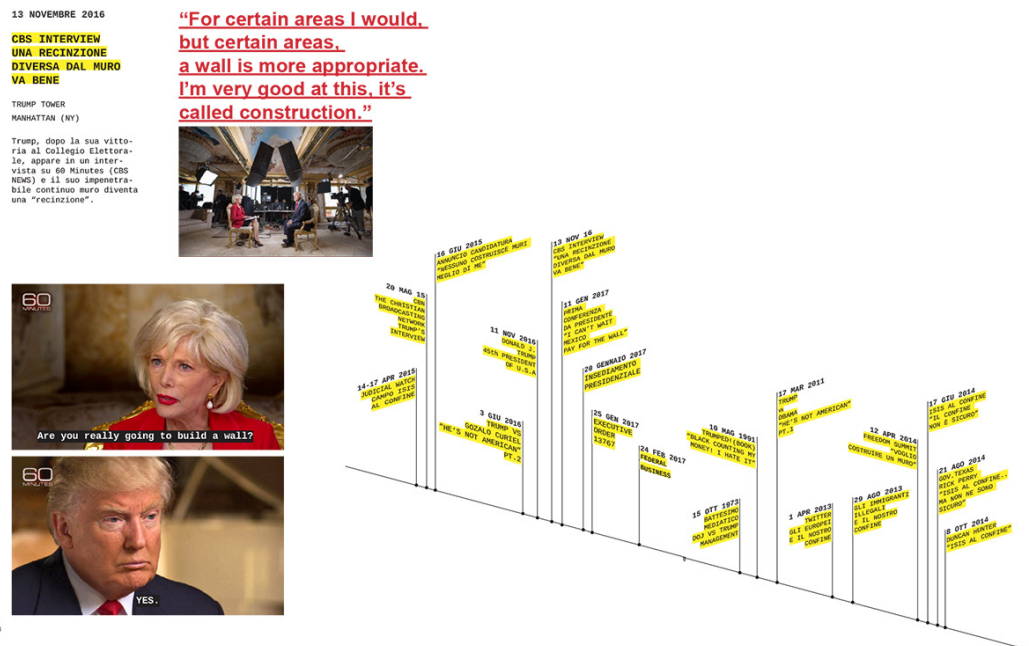 13 NOVEMBRE 2016
CBS INTERVIEW
UNA RECINZIONE
DIVERSA DAL MURO
VA BENE
TRUMP TOWER
MANHATTAN (NY)
Trump, dopo la sua vitto-
ria al Collegio Elettora-
le, appare in un inter-
vista su 60 Minutes (CBS
NEWS) e il suo impenetra-
bile continuo muro diventa
una “recinzione”.
“For certain areas I would,
but certain areas,
a wall is more appropriate.
I’m very good at this, it’s
called construction.”
60
MINUTES
Are you really going to build a wall?
60
MINUTES
YES.
14-17 APR 2015
JUDICIAL WATCH
CAMPO ISIS
AL CONFINE
20 MAG 15
CBN
THE CHRISTIAN
BROADCASTING
NETWORK
TRUMP'S
INTERVIEW
16 GIU 2015
ANNUNCIO CANDIDATURA
"NESSUNO COSTRUISCE MURI
MEGLIO DI ME"
3 GIU 2016
TRUMP VS
GOZALO CURIEL
"HE'S NOT AMERICAN"
PT.2
11 NOV 2016
DONALD J.
TRUMP
45th PRESIDENT
OF U.S.A
13 NOV 16
CBS INTERVIEW
"UNA RECINZIONE
DIVERSA DAL MURO
VA BENE"
11 GEN 2017
PRIMA
CONFERENZA
DA PRESIDENTE
"I CAN'T WAIT
MEXICO
PAY FOR THE WALL"
20 GENNAIO 2017
INSEDIAMENTO
PRESIDENZIALE
25 GEN 2017
EXECUTIVE
ORDER
13767
24 FEB 2017
FEDERAL
BUSINESS
15 OTT 1973
BATTESIMO
MEDIATICO
DOJ VS TRUMP
MANAGEMENT
10 MAG 1991
TRUMPED!(BOOK)
"BLACK COUNTING MY
MONEY! I HATE IT"
17 MAR 2011
TRUMP
vs
OBAMA
"HE'S NOT AMERICAN"
PT.1
1 APR 2013
TWITTER
GLI EUROPEI
E IL NOSTRO
CONFINE
29 AGO 2013
GLI IMMIGRANTI
ILLEGALI
E IL NOSTRO
CONFINE
12 APR 2014
FREEDOM SUMMIT
"VOGLIO
COSTRUIRE UN MURO"
17 GIU 2014
ISIS AL CONFINE
"IL CONFINE
NON È SICURO"
21 AGO 2014
GOV.TEXAS
RICK PERRY
"ISIS AL CONFINE--
MA NON NE SONO
SICURO"
8 OTT 2014
DUNCAN HUNTER
"ISIS AL CONFINE"